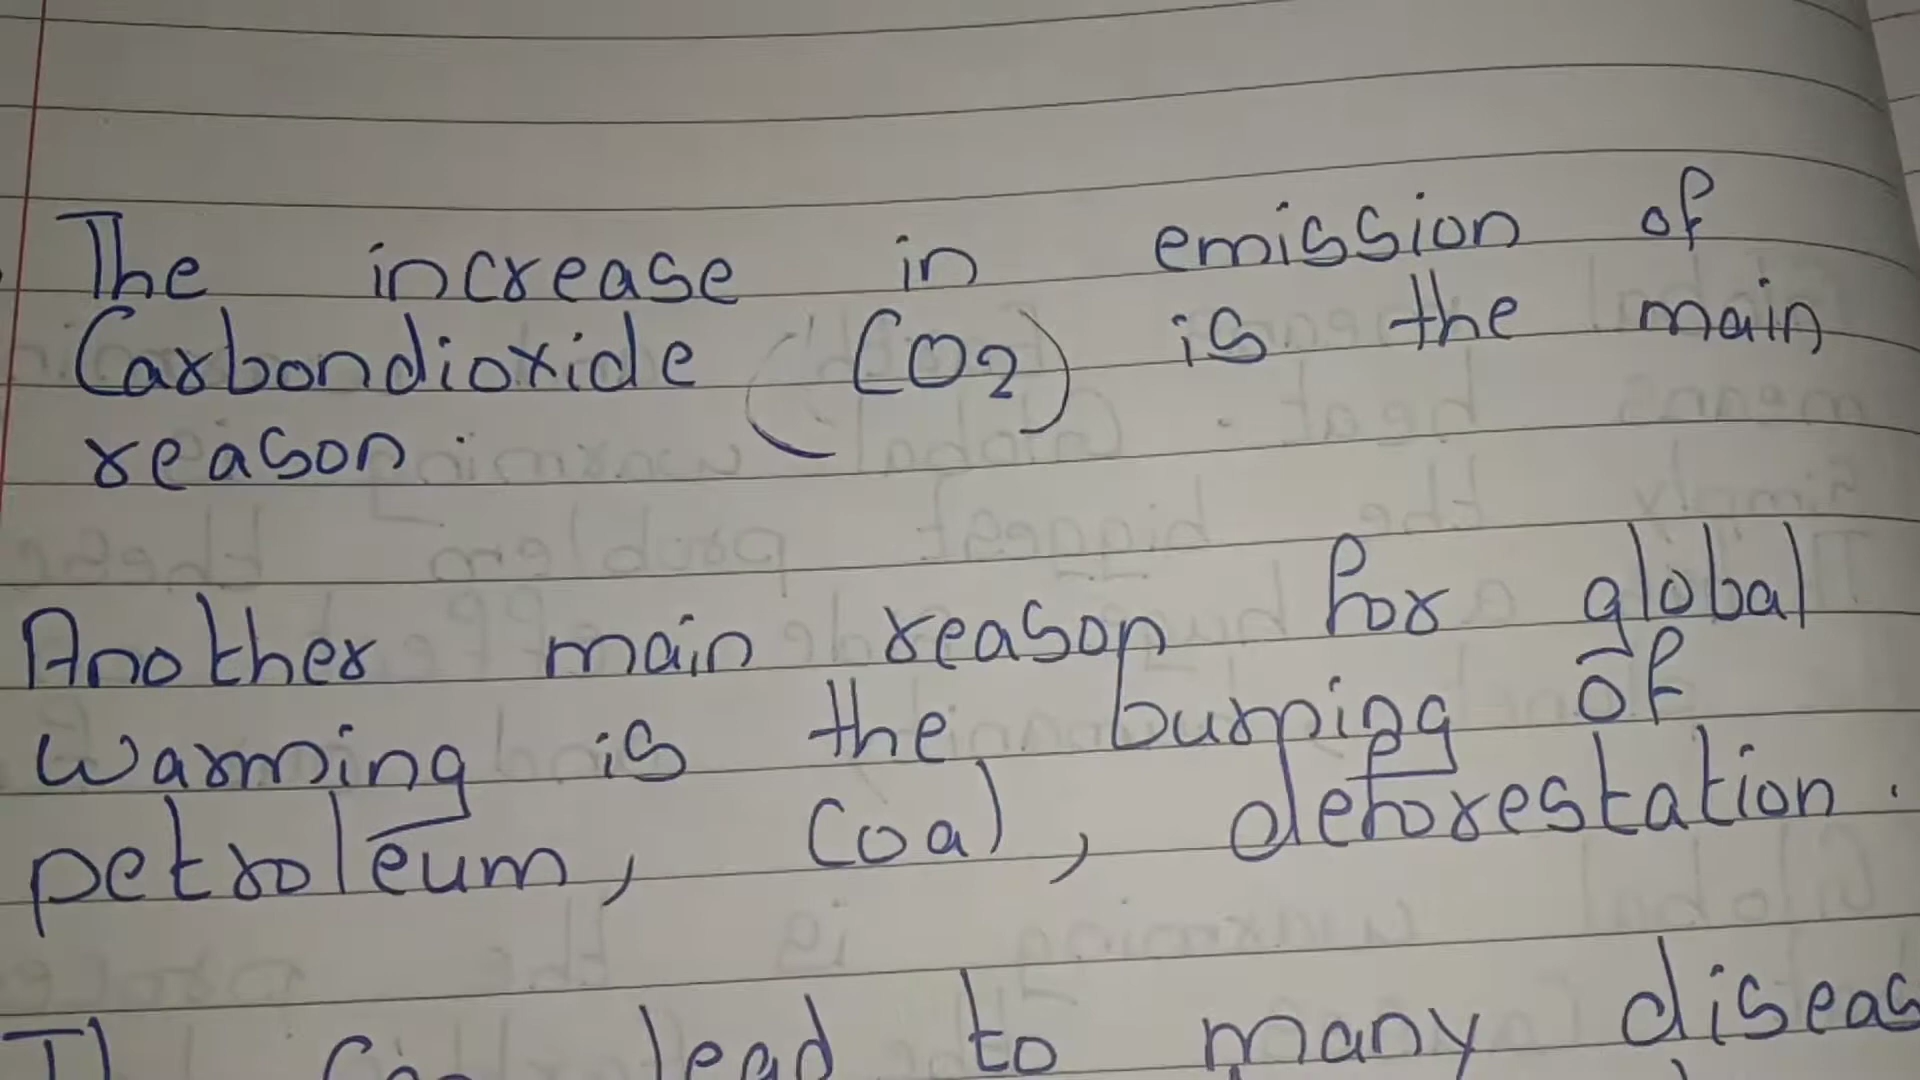 The increase in emission of
Carbondioxide (CO2) is the main
reason
Another main reason for global
warming is the burning of
petroleum, Coal, deforestation.
lead to many diseas